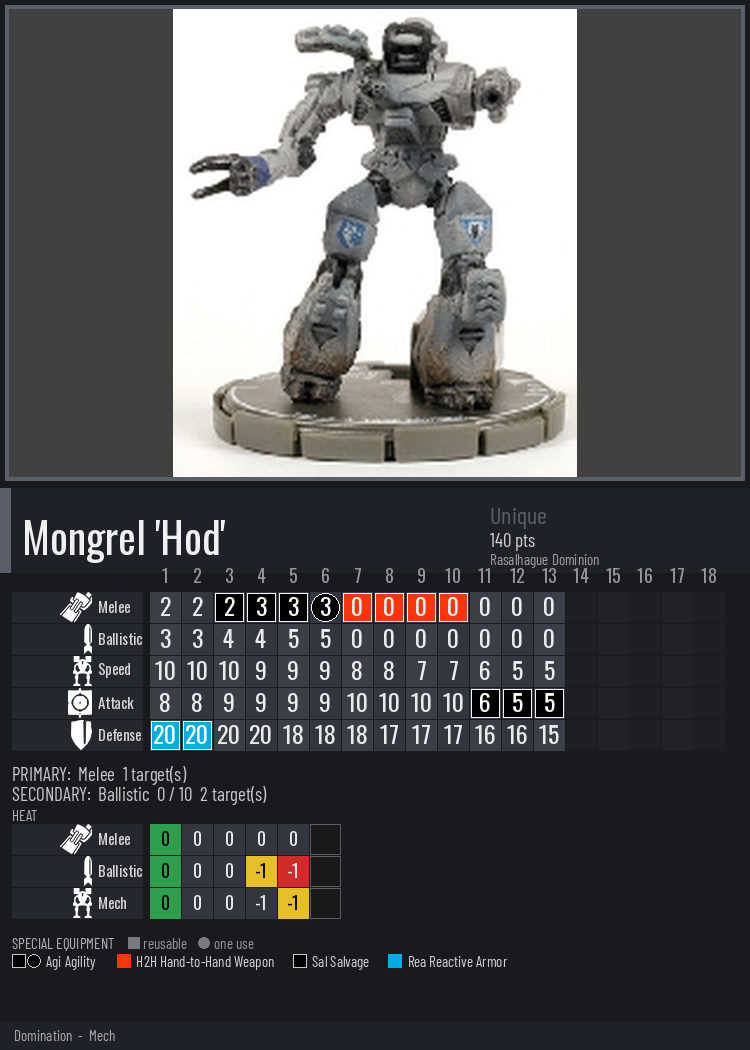 Mongrel 'Hod'
Unique
140 pts
Rasalhague Dominion
1 2 3 4 5 6 7 8 9 10 11 12 13 14 15 16 17 18
Melee 2 2 2 3 3 3 0 0 0 0 0 0 0
Ballistic 3 3 4 4 5 5 0 0 0 0 0 0 0
Speed 10 10 10 9 9 9 8 8 7 7 6 5 5
Attack 8 8 9 9 9 9 10 10 10 10 6 5 5
Defense 20 20 20 20 18 18 18 17 17 17 16 16 15
PRIMARY: Melee 1 target(s)
SECONDARY: Ballistic 0 / 10 2 target(s)
HEAT
Melee 0 0 0 0 0
Ballistic 0 0 0 -1 -1
Mech 0 0 0 -1 -1
SPECIAL EQUIPMENT reusable one use
Agi Agility H2H Hand-to-Hand Weapon Sal Salvage Rea Reactive Armor
Domination - Mech